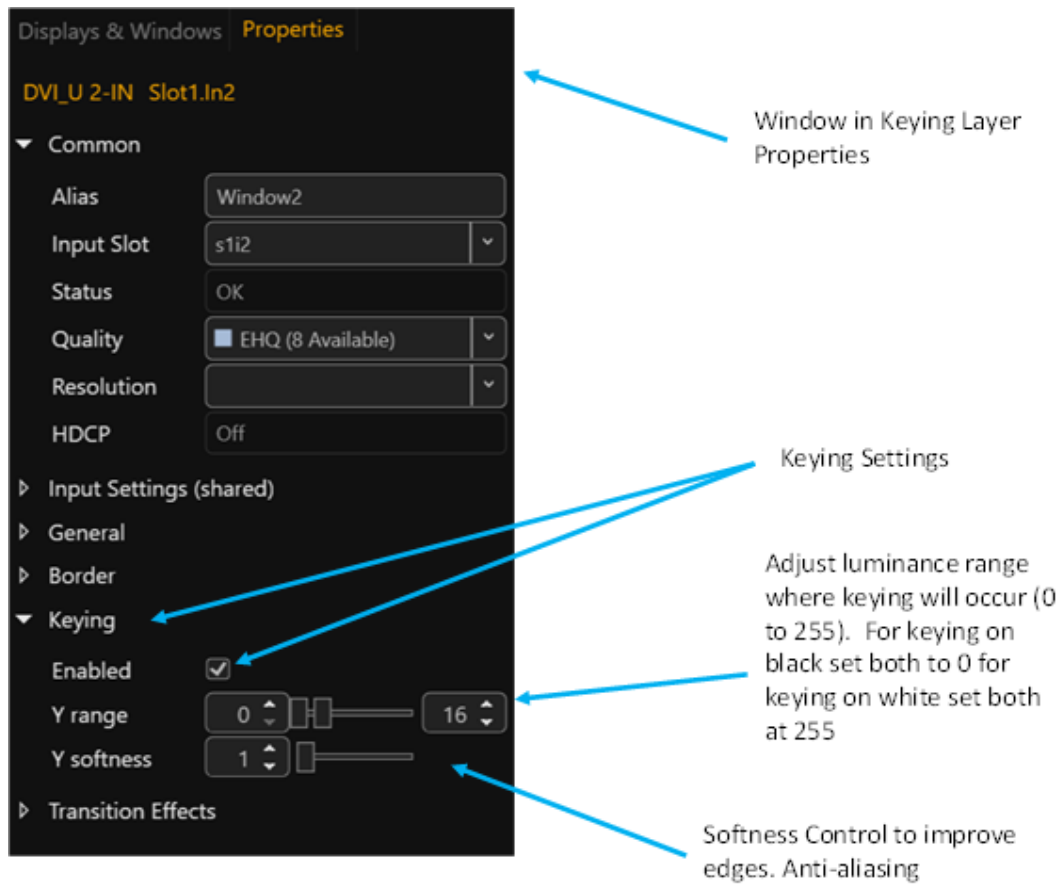 Displays & Windows Properties
DVI_U 2-IN Slot1.In2
Common
Alias Window2
Input Slot s1i2
Status OK
Quality EHQ (8 Available)
Resolution
HDCP Off
Input Settings (shared)
General
Border
Keying
Enabled
Y range 0 16
Y softness 1
Transition Effects
Window in Keying Layer
Properties
Keying Settings
Adjust luminance range
where keying will occur (0
to 255). For keying on
black set both to 0 for
keying on white set both
at 255
Softness Control to improve
edges. Anti-aliasing